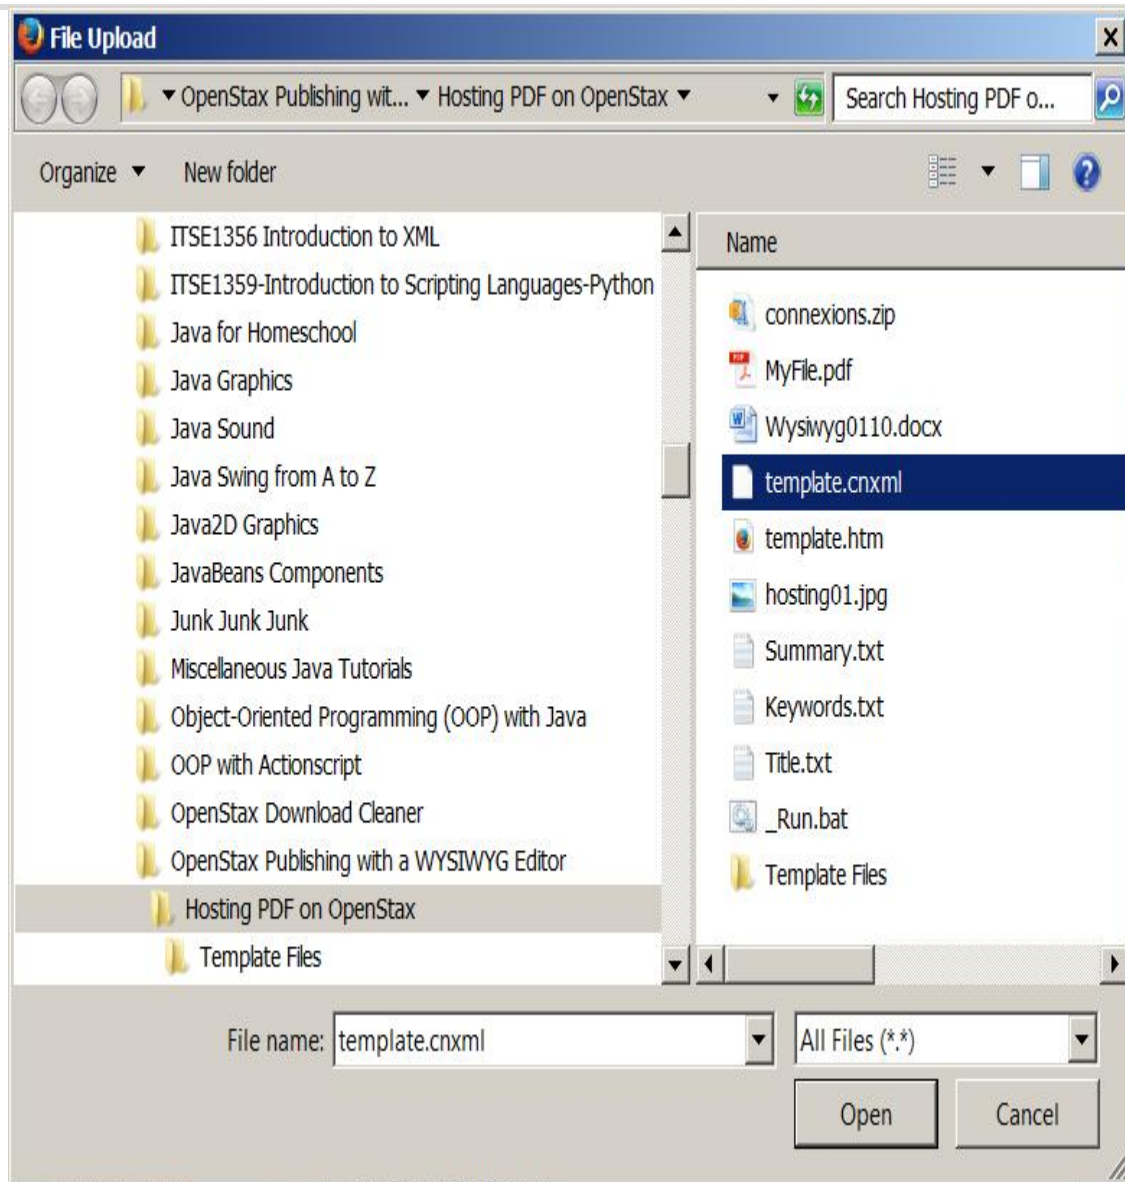 File Upload
OpenStax Publishing wit... Hosting PDF on OpenStax
Search Hosting PDF o...
Organize New folder
ITSE1356 Introduction to XML
ITSE1359-Introduction to Scripting Languages-Python
Java for Homeschool
Java Graphics
Java Sound
Java Swing from A to Z
Java2D Graphics
JavaBeans Components
Junk Junk Junk
Miscellaneous Java Tutorials
Object-Oriented Programming (OOP) with Java
OOP with Actionscript
OpenStax Download Cleaner
OpenStax Publishing with a WYSIWYG Editor
Hosting PDF on OpenStax
Template Files
Name
connexions.zip
MyFile.pdf
Wysiwyg0110.docx
template.cnxml
template.htm
hosting01.jpg
Summary.txt
Keywords.txt
Title.txt
_Run.bat
Template Files
File name: template.cnxml
All Files (*.*)
Open Cancel